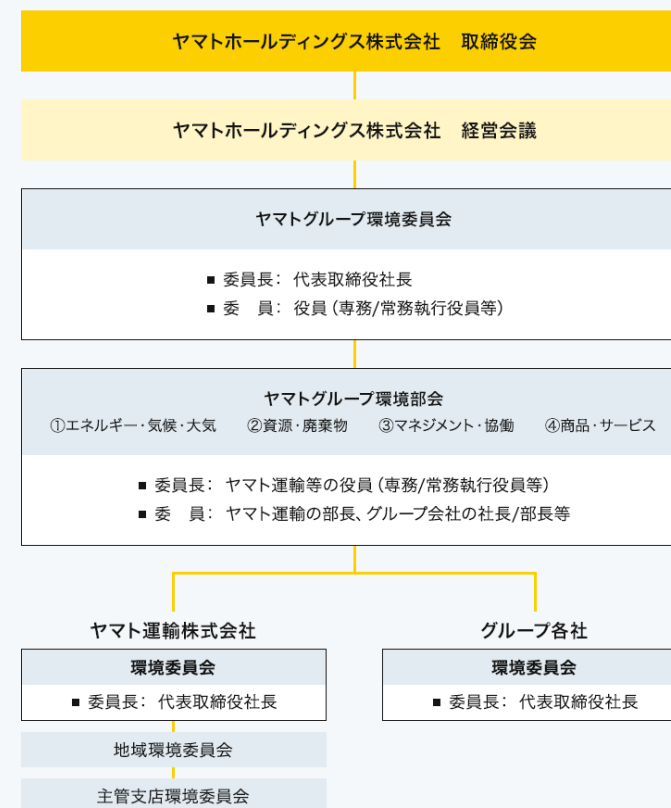 ヤマトホールディングス株式会社　取締役会
ヤマトホールディングス株式会社　経営会議
ヤマトグループ環境委員会
■ 委員長： 代表取締役社長
■ 委　員： 役員（専務/常務執行役員等）
ヤマトグループ環境部会
①エネルギー・気候・大気　②資源・廃棄物　③マネジメント・協働　④商品・サービス
■ 委員長： ヤマト運輸等の役員（専務/常務執行役員等）
■ 委　員： ヤマト運輸の部長、グループ会社の社長/部長等
ヤマト運輸株式会社
環境委員会
■ 委員長： 代表取締役社長
地域環境委員会
主管支店環境委員会
グループ各社
環境委員会
■ 委員長： 代表取締役社長